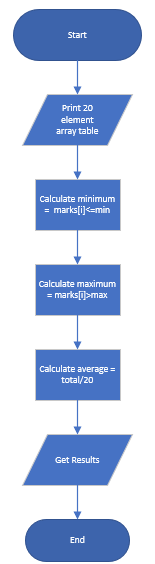 Start
Print 20
element
array table
Calculate minimum
= marks[i]<=min
Calculate maximum
= marks[i]>max
Calculate average =
total/20
Get Results
End